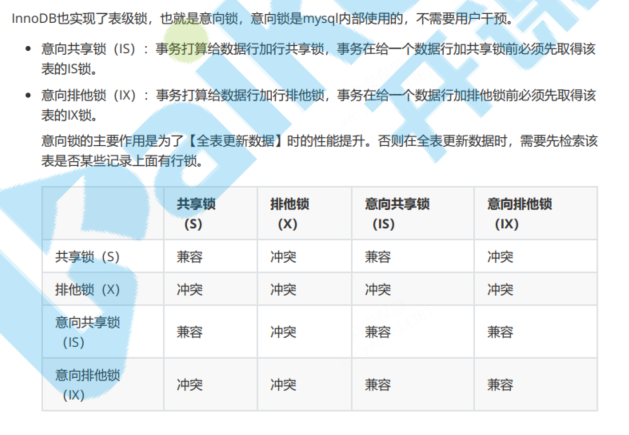 InnoDB也实现了表级锁，也就是意向锁，意向锁是mysql内部使用的，不需要用户干预。
意向共享锁（IS）：事务打算给数据行加行共享锁，事务在给一个数据行加共享锁前必须先取得该
表的IS锁。
意向排他锁（IX）：事务打算给数据行加行排他锁，事务在给一个数据行加排他锁前必须先取得该
表的IX锁。
意向锁的主要作用是为了【全表更新数据】时的性能提升。否则在全表更新数据时，需要先检索该
表是否某些记录上面有行锁。
共享锁 排他锁 意向共享锁 意向排他锁
（S） （X） （IS） （IX）
共享锁（S） 兼容 冲突 兼容 冲突
排他锁（X） 冲突 冲突 冲突 冲突
意向共享锁
（IS） 兼容 冲突 兼容 兼容
意向排他锁
（IX） 冲突 冲突 兼容 兼容